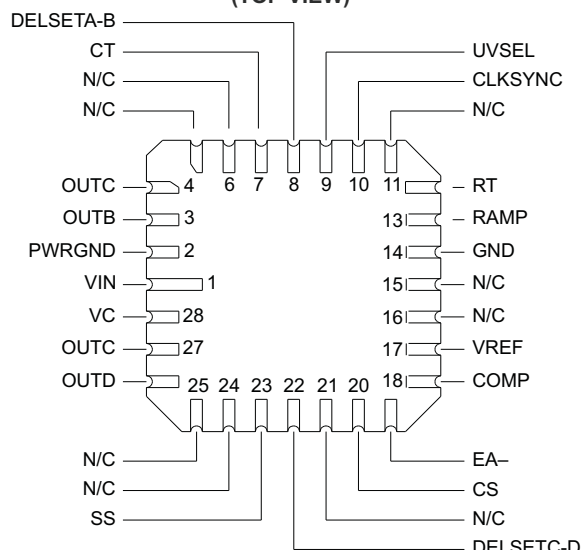 (TOP VIEW)
DELSETA-B
CT
UVSEL
N/C
CLKSYNC
N/C
N/C
4 6 7 8 9 10 11
OUTC
RT
OUTB 3
13 RAMP
PWRGND 2
14 GND
VIN 1
15 N/C
VC 28
16 N/C
OUTC 27
17 VREF
OUTD
18 COMP
25 24 23 22 21 20
N/C
EA–
N/C
CS
SS
N/C
DELSETC-D